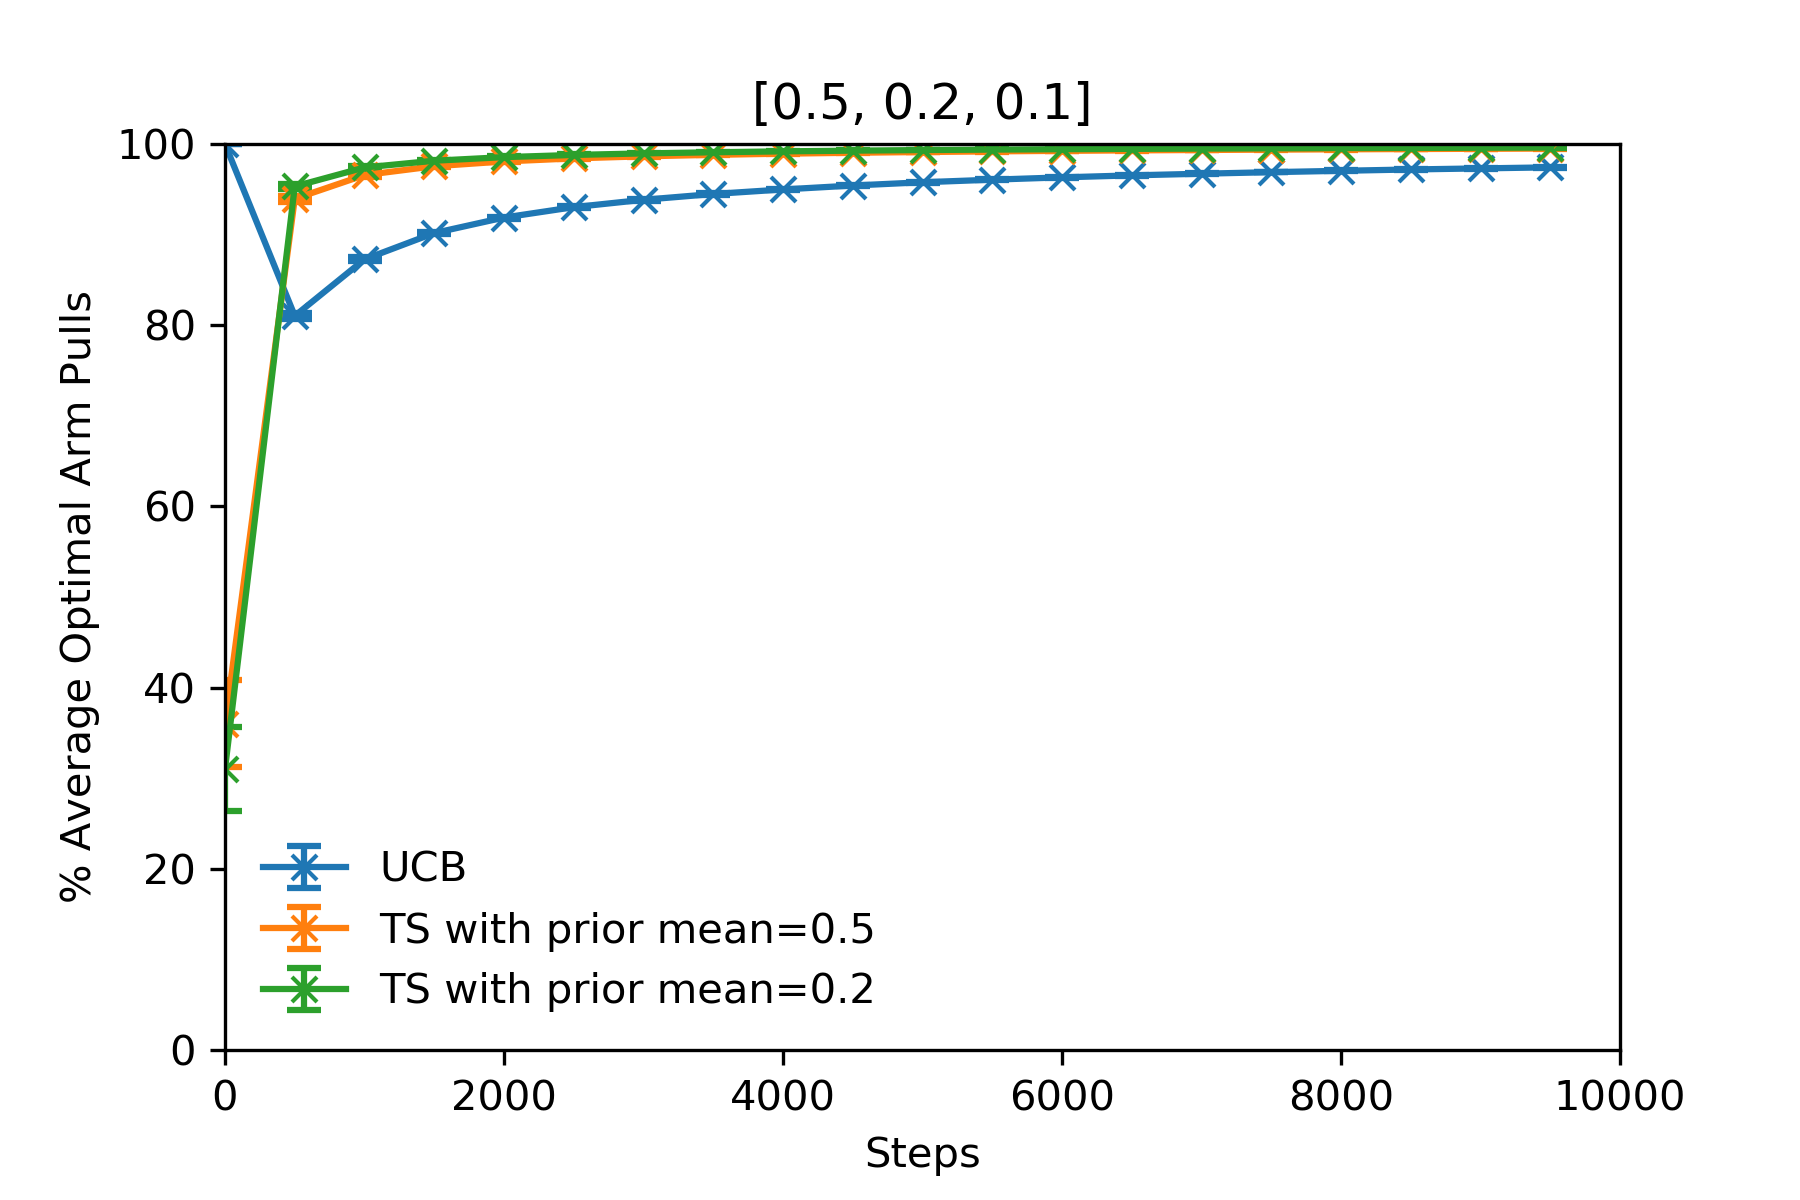 [0.5, 0.2, 0.1]
100
80
60
40
20
0
% Average Optimal Arm Pulls
UCB
TS with prior mean=0.5
TS with prior mean=0.2
0 2000 4000 6000 8000 10000
Steps